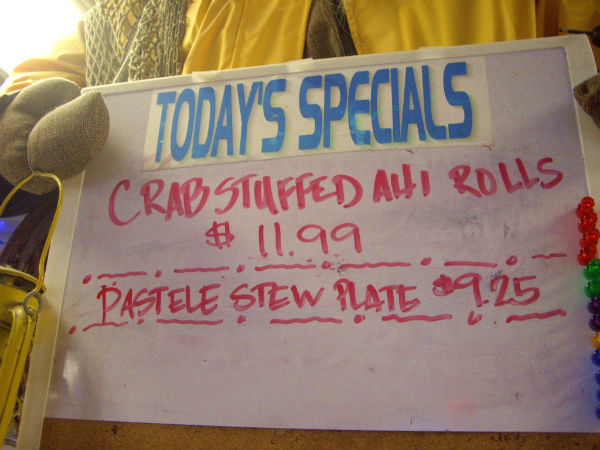 TODAY'S SPECIALS
CRAB STUFFED AHI ROLLS
$ 11.99
PASTELE STEW PLATE $9.25